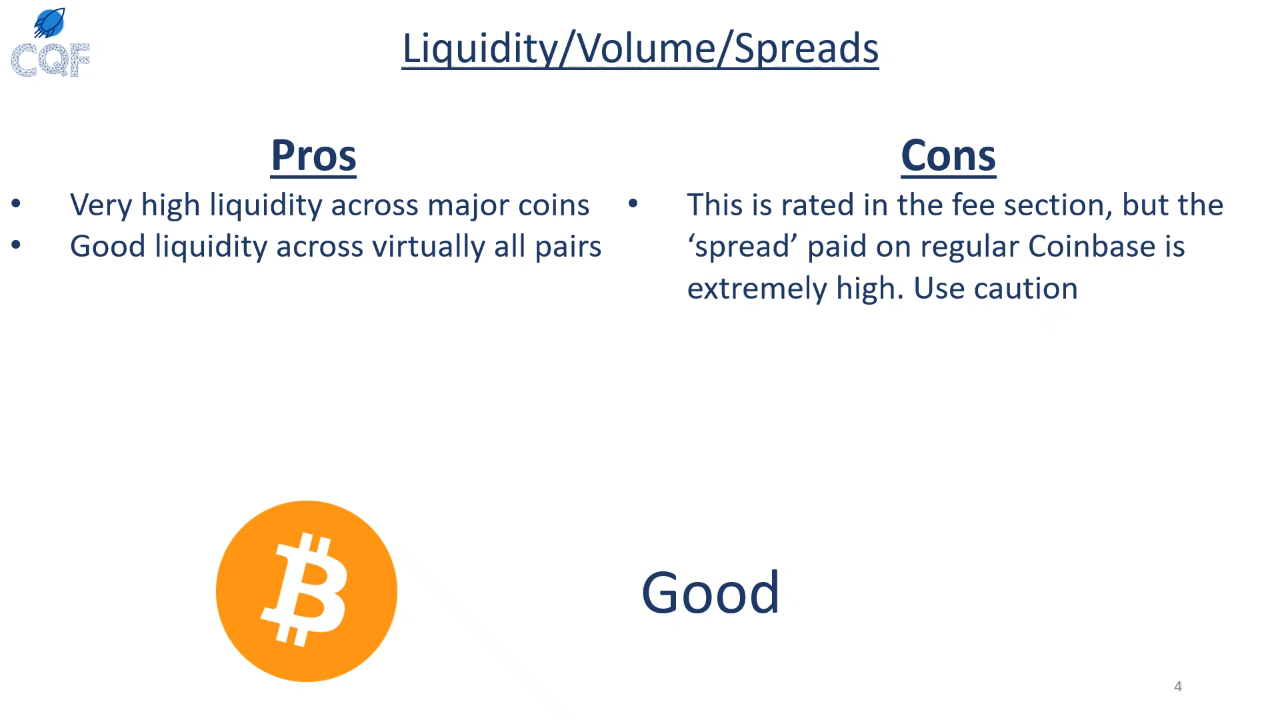 CQF
Liquidity/Volume/Spreads
Pros
• Very high liquidity across major coins
• Good liquidity across virtually all pairs
Cons
• This is rated in the fee section, but the
‘spread’ paid on regular Coinbase is
extremely high. Use caution
Good
4